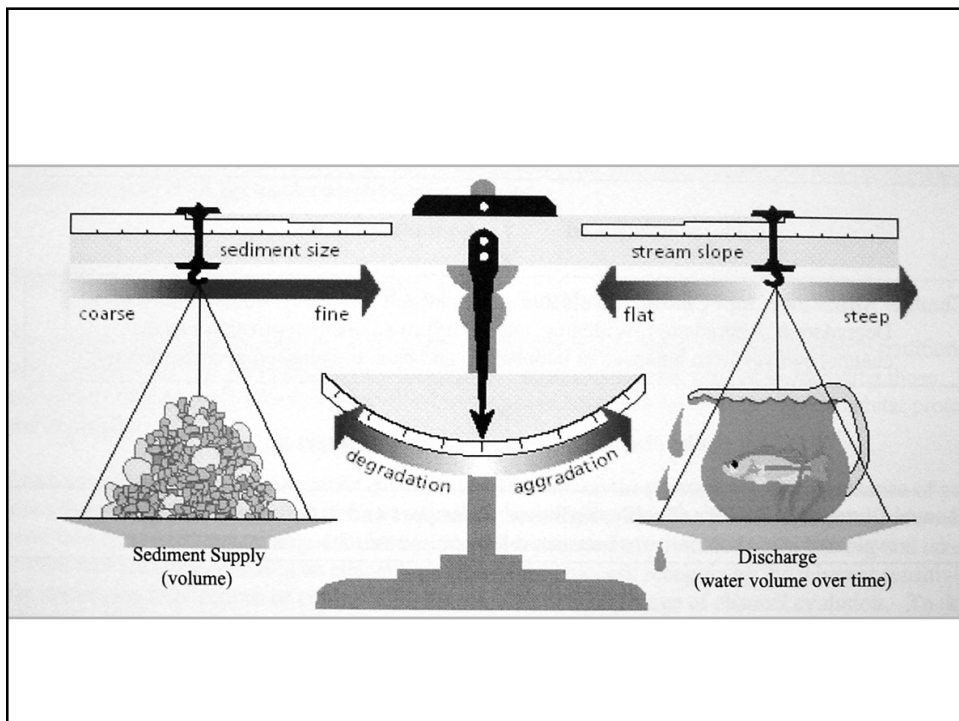 sediment size
stream slope
coarse
fine
flat
steep
degradation
aggradation
Sediment Supply
(volume)
Discharge
(water volume over time)